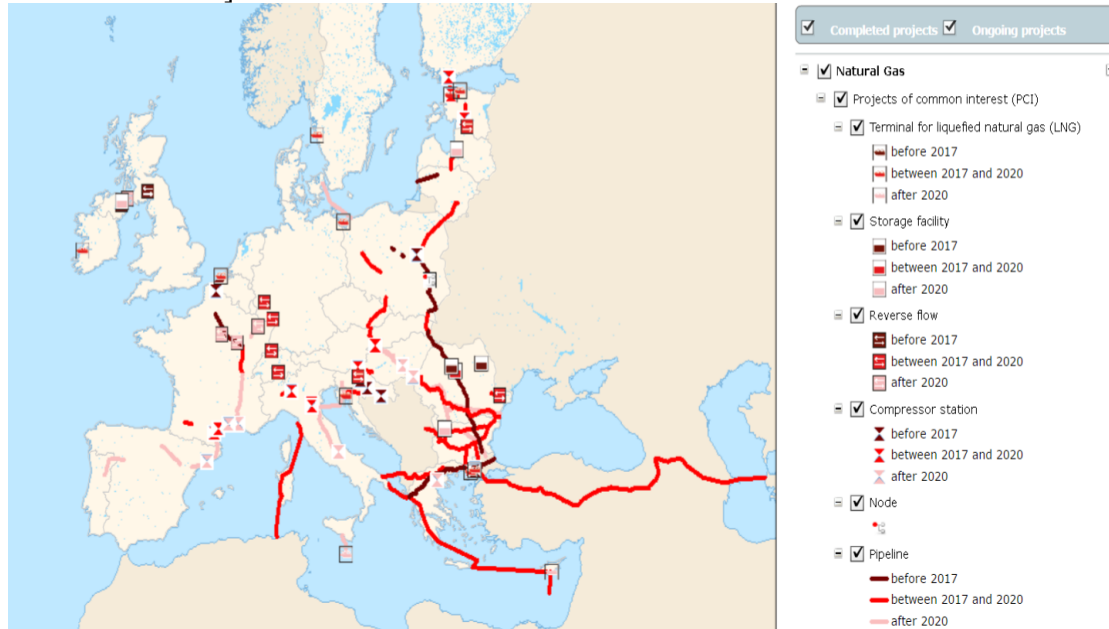 Completed projects Ongoing projects
Natural Gas
Projects of common interest (PCI)
Terminal for liquefied natural gas (LNG)
before 2017
between 2017 and 2020
after 2020
Storage facility
before 2017
between 2017 and 2020
after 2020
Reverse flow
before 2017
between 2017 and 2020
after 2020
Compressor station
before 2017
between 2017 and 2020
after 2020
Node
Pipeline
before 2017
between 2017 and 2020
after 2020